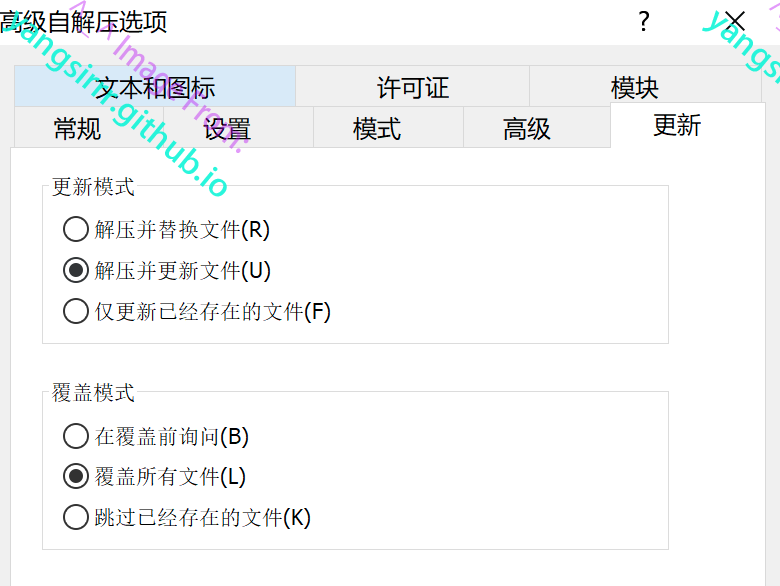 高级自解压选项
?
文本和图标 许可证 模块
常规 设置 模式 高级 更新
更新模式
解压并替换文件(R)
解压并更新文件(U)
仅更新已经存在的文件(F)
覆盖模式
在覆盖前询问(B)
覆盖所有文件(L)
跳过已经存在的文件(K)
^_^ Image From:
yangsirri.github.io
yangsi